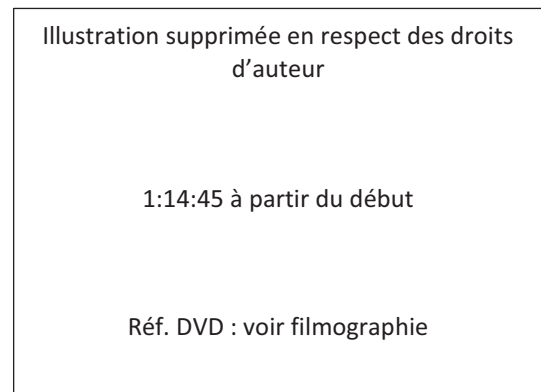 Illustration supprimée en respect des droits
d’auteur
1:14:45 à partir du début
Réf. DVD : voir filmographie